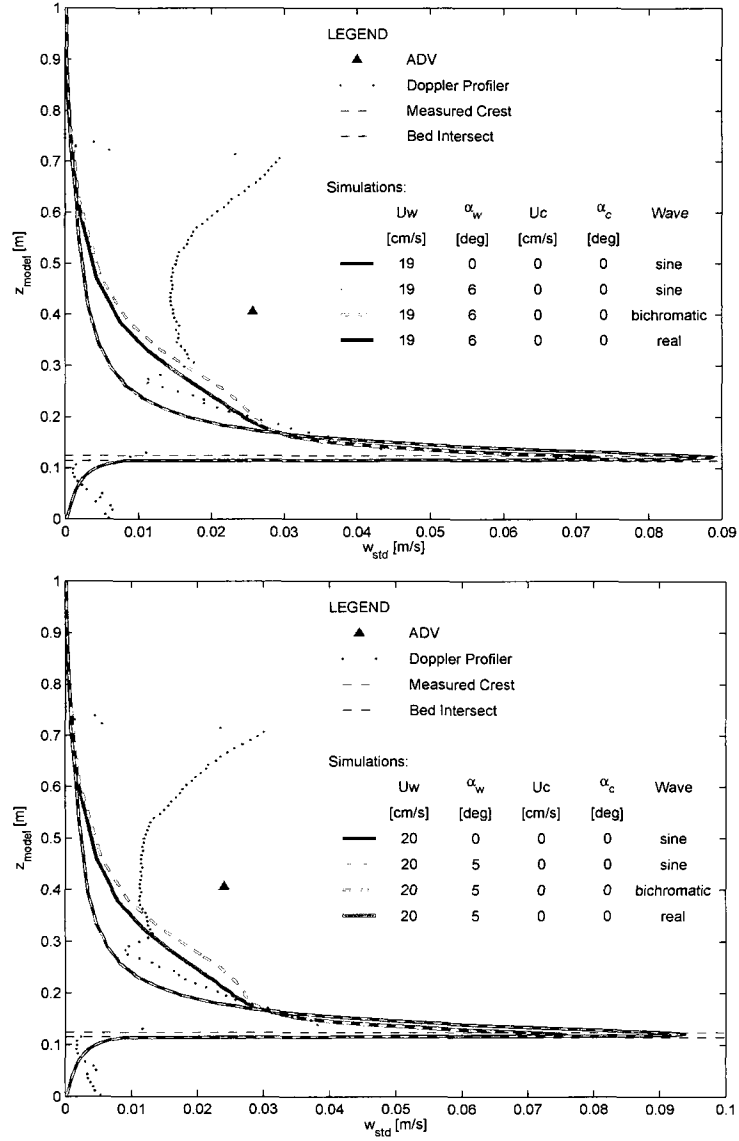 1
0.9
0.8
0.7
0.6
0.5
0.4
0.3
0.2
0.1
0
z_model [m]
LEGEND
ADV
Doppler Profiler
Measured Crest
Bed Intersect
Simulations:
Uw α_w Uc α_c Wave
[cm/s] [deg] [cm/s] [deg]
19 0 0 0 sine
19 6 0 0 sine
19 6 0 0 bichromatic
19 6 0 0 real
0 0.01 0.02 0.03 0.04 0.05 0.06 0.07 0.08 0.09
w_std [m/s]
1
0.9
0.8
0.7
0.6
0.5
0.4
0.3
0.2
0.1
0
z_model [m]
LEGEND
ADV
Doppler Profiler
Measured Crest
Bed Intersect
Simulations:
Uw α_w Uc α_c Wave
[cm/s] [deg] [cm/s] [deg]
20 0 0 0 sine
20 5 0 0 sine
20 5 0 0 bichromatic
20 5 0 0 real
0 0.01 0.02 0.03 0.04 0.05 0.06 0.07 0.08 0.09 0.1
w_std [m/s]